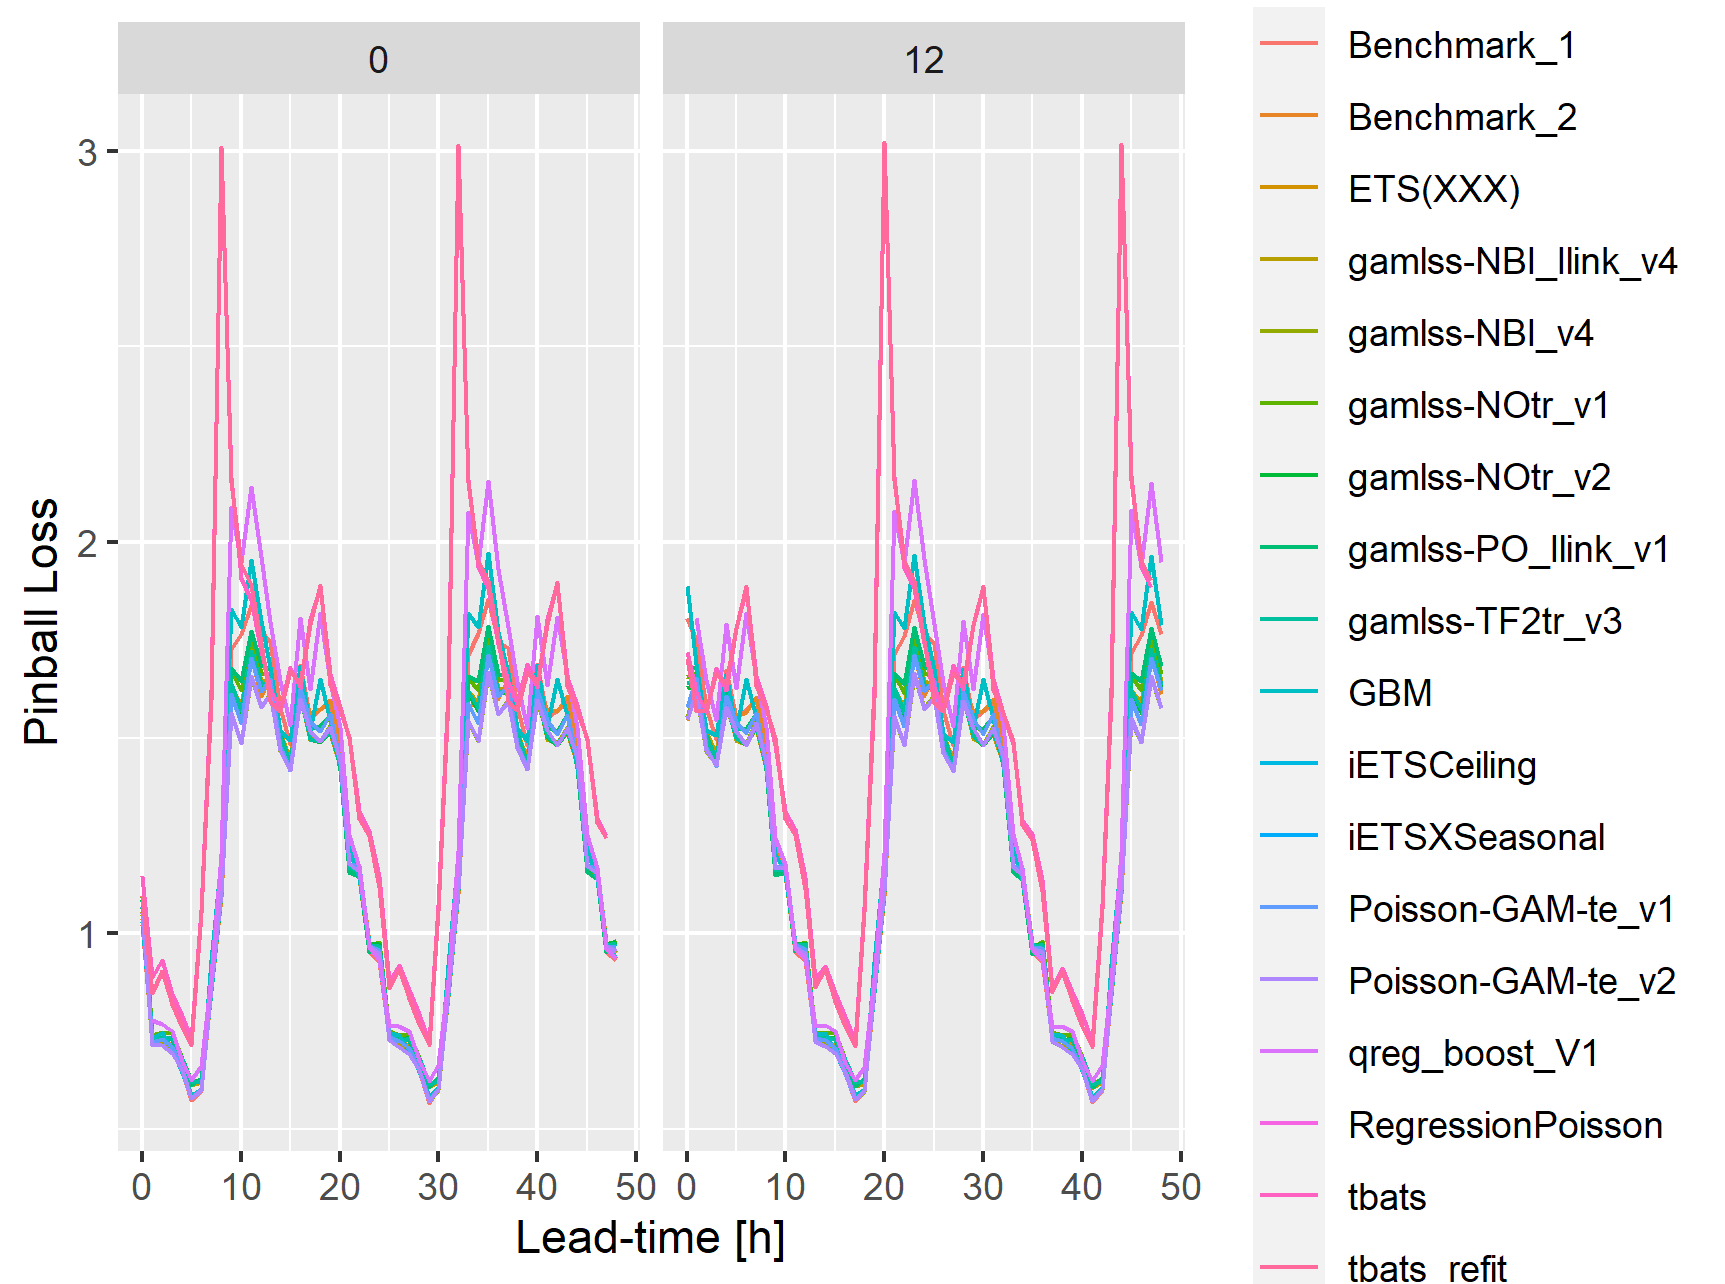 0
12
3
2
1
Pinball Loss
0
10
20
30
40
50
0
10
20
30
40
50
Lead-time [h]
Benchmark_1
Benchmark_2
ETS(XXX)
gamlss-NBI_llink_v4
gamlss-NBI_v4
gamlss-NOtr_v1
gamlss-NOtr_v2
gamlss-PO_llink_v1
gamlss-TF2tr_v3
GBM
iETSCeiling
iETSXSeasonal
Poisson-GAM-te_v1
Poisson-GAM-te_v2
qreg_boost_V1
RegressionPoisson
tbats
tbats_refit